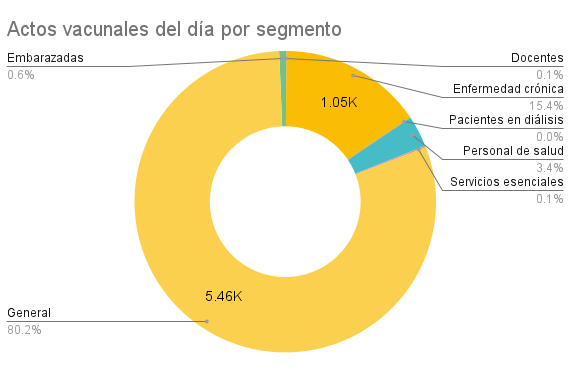 Actos vacunales del día por segmento
Embarazadas
0.6%
Docentes
0.1%
Enfermedad crónica
15.4%
Pacientes en diálisis
0.0%
Personal de salud
3.4%
Servicios esenciales
0.1%
1.05K
5.46K
General
80.2%